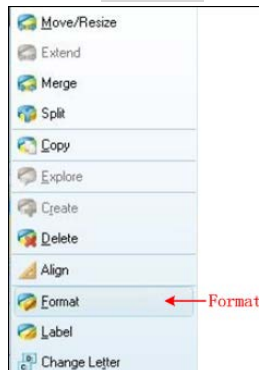 Move/Resize
Extend
Merge
Split
Copy
Explore
Create
Delete
Align
Format Format
Label
Change Letter